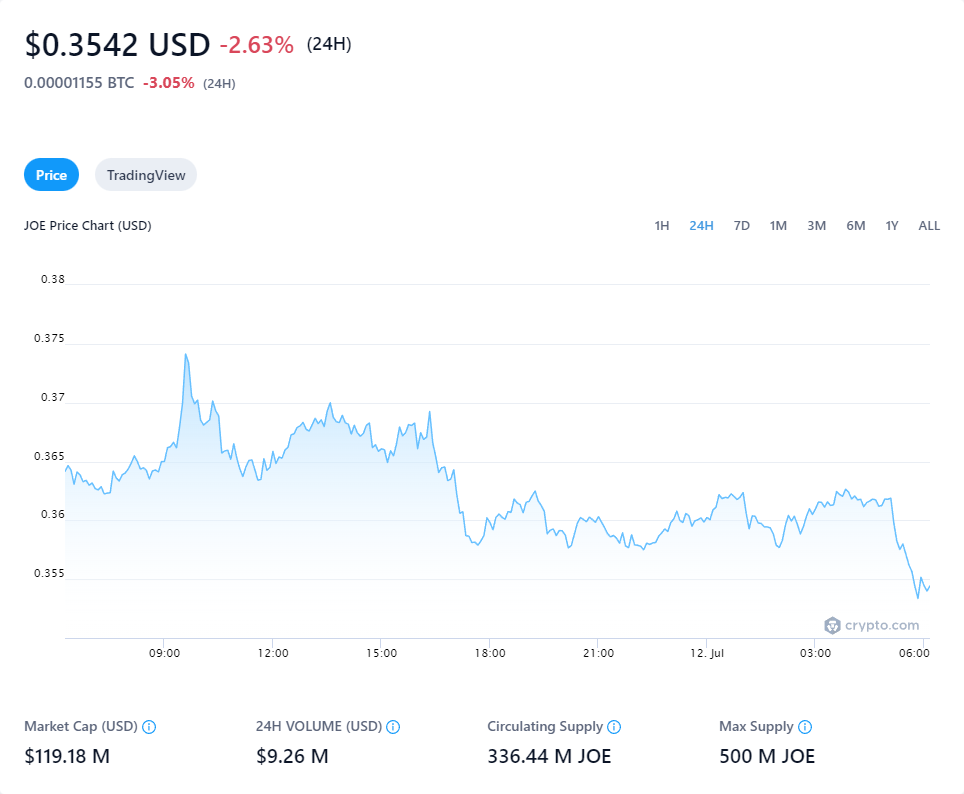 $0.3542 USD -2.63% (24H)
0.00001155 BTC -3.05% (24H)
Price TradingView
JOE Price Chart (USD) 1H 24H 7D 1M 3M 6M 1Y ALL
0.38
0.375
0.37
0.365
0.36
0.355
crypto.com
09:00 12:00 15:00 18:00 21:00 12. Jul 03:00 06:00
Market Cap (USD) 24H VOLUME (USD) Circulating Supply Max Supply
$119.18 M $9.26 M 336.44 M JOE 500 M JOE